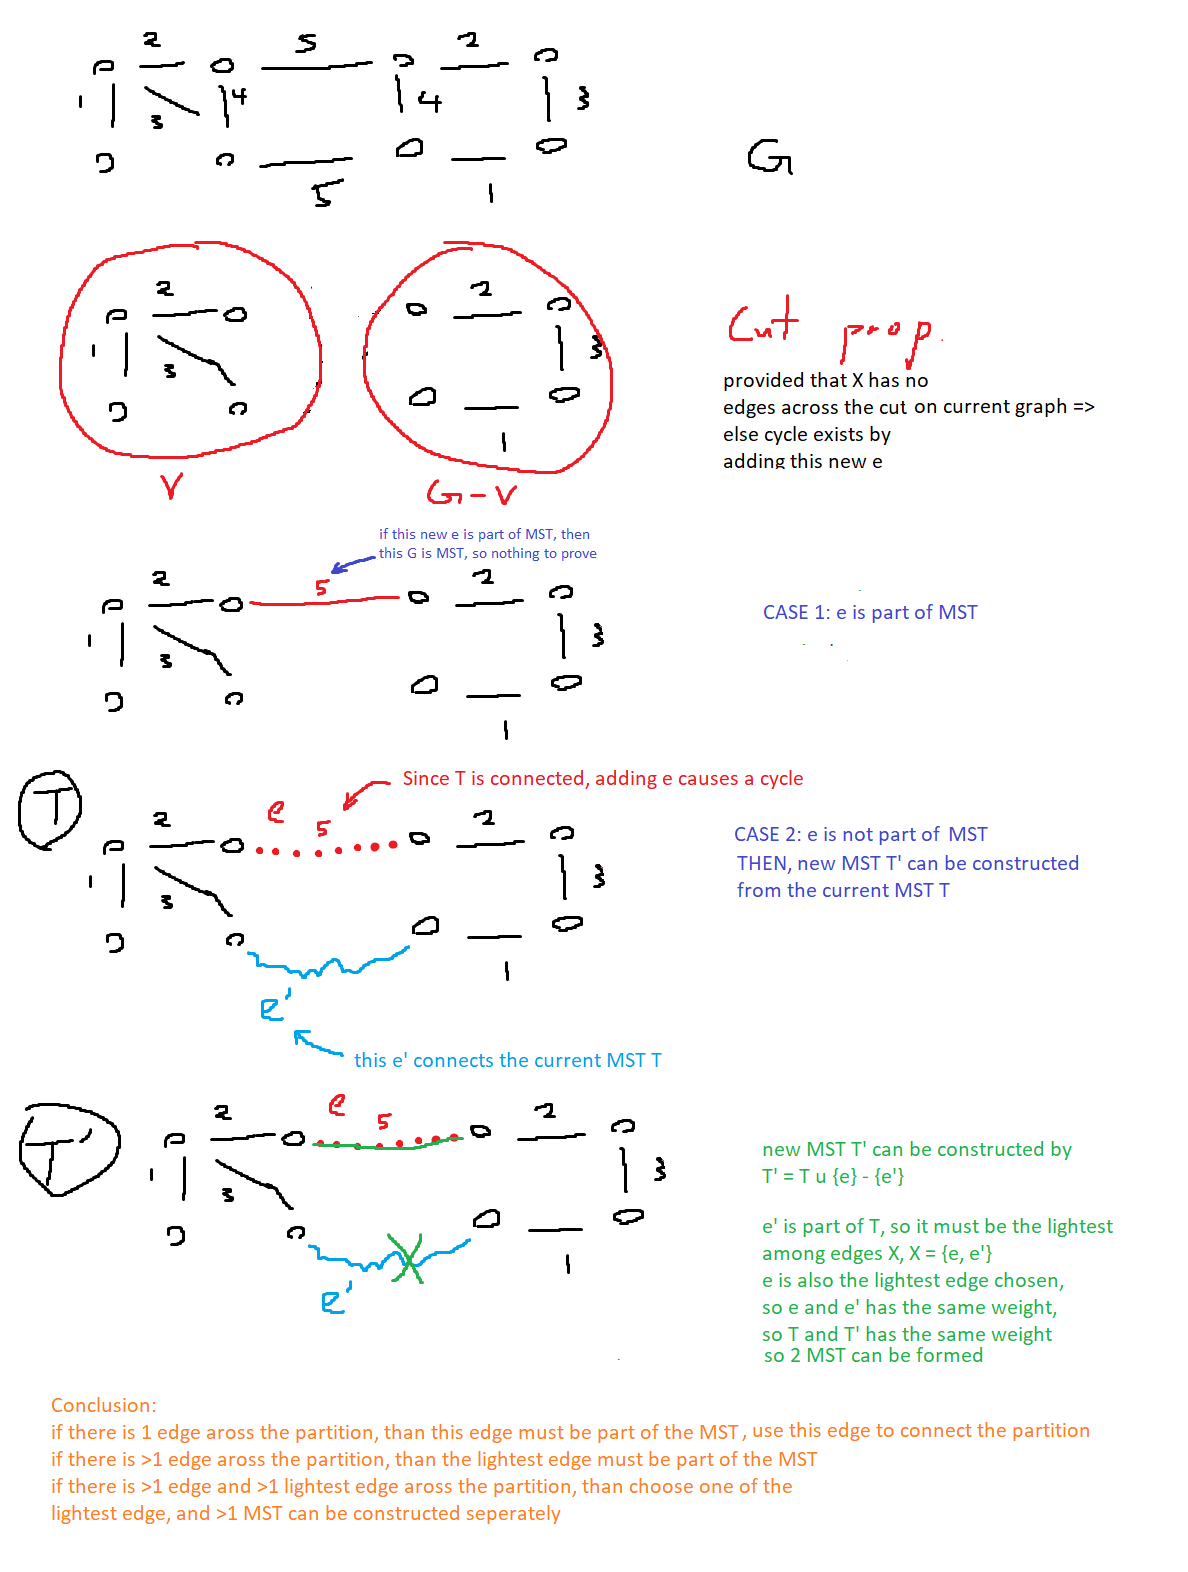 2 5 2
1 3 4 4 3
5 1
G
2 2
1 3 3
1
V G-V
Cut prop.
provided that X has no
edges across the cut on current graph =>
else cycle exists by
adding this new e
if this new e is part of MST, then
this G is MST, so nothing to prove
2 5 2
1 3 3
1
CASE 1: e is part of MST
T
Since T is connected, adding e causes a cycle
e
2 5 2
1 3 3
1
e'
CASE 2: e is not part of MST
THEN, new MST T' can be constructed
from the current MST T
this e' connects the current MST T
T'
e
2 5 2
1 3 3
1
e'
new MST T' can be constructed by
T' = T u {e} - {e'}
e' is part of T, so it must be the lightest
among edges X, X = {e, e'}
e is also the lightest edge chosen,
so e and e' has the same weight,
so T and T' has the same weight
so 2 MST can be formed
Conclusion:
if there is 1 edge aross the partition, than this edge must be part of the MST, use this edge to connect the partition
if there is >1 edge aross the partition, than the lightest edge must be part of the MST
if there is >1 edge and >1 lightest edge aross the partition, than choose one of the
lightest edge, and >1 MST can be constructed seperately